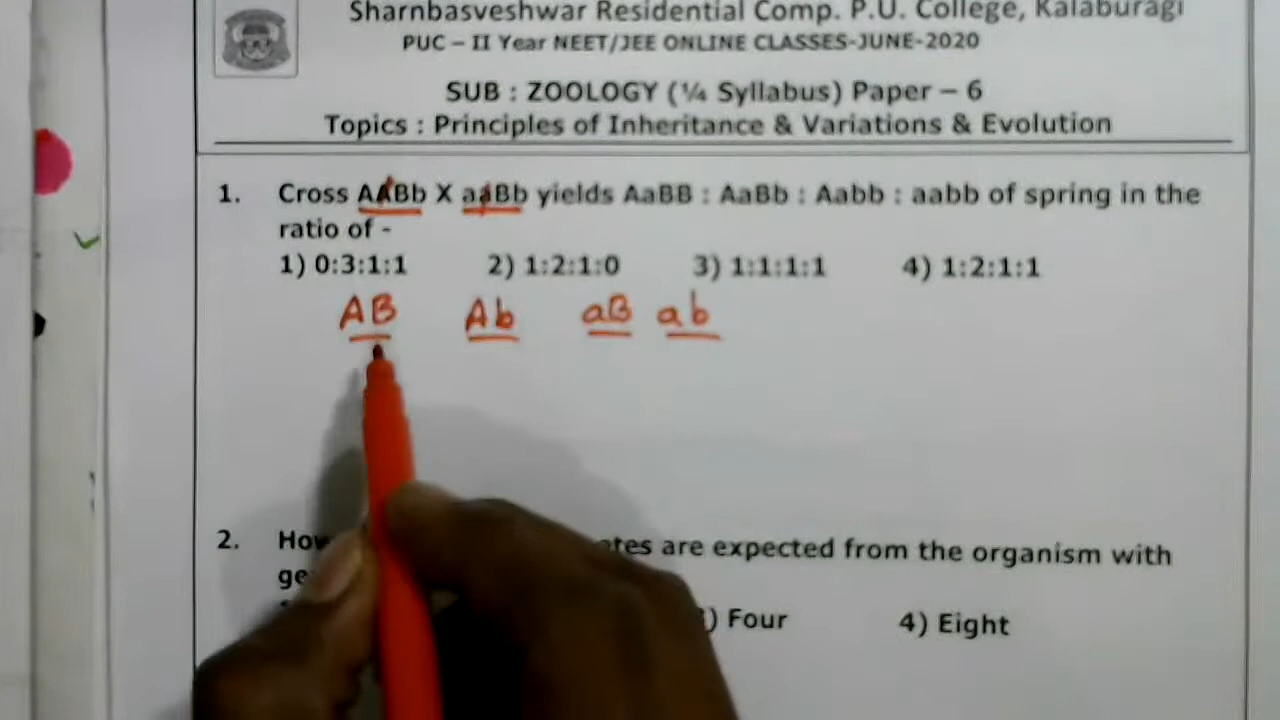 Sharnbasveshwar Residential Comp. P.U. College, Kalaburagi
PUC – II Year NEET/JEE ONLINE CLASSES-JUNE-2020
SUB : ZOOLOGY (¼ Syllabus) Paper – 6
Topics : Principles of Inheritance & Variations & Evolution
1. Cross AABb X aaBb yields AaBB : AaBb : Aabb : aabb of spring in the
ratio of -
1) 0:3:1:1 2) 1:2:1:0 3) 1:1:1:1 4) 1:2:1:1
AB Ab aB ab
2. How are expected from the organism with
) Four 4) Eight